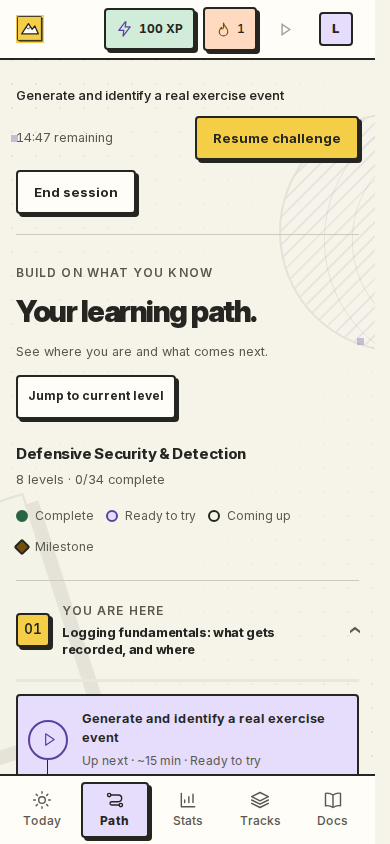 100 XP
1
L
Generate and identify a real exercise event
14:47 remaining
Resume challenge
End session
BUILD ON WHAT YOU KNOW
Your learning path.
See where you are and what comes next.
Jump to current level
Defensive Security & Detection
8 levels · 0/34 complete
Complete
Ready to try
Coming up
Milestone
01
YOU ARE HERE
Logging fundamentals: what gets
recorded, and where
Generate and identify a real exercise
event
Up next · ~15 min · Ready to try
Today
Path
Stats
Tracks
Docs